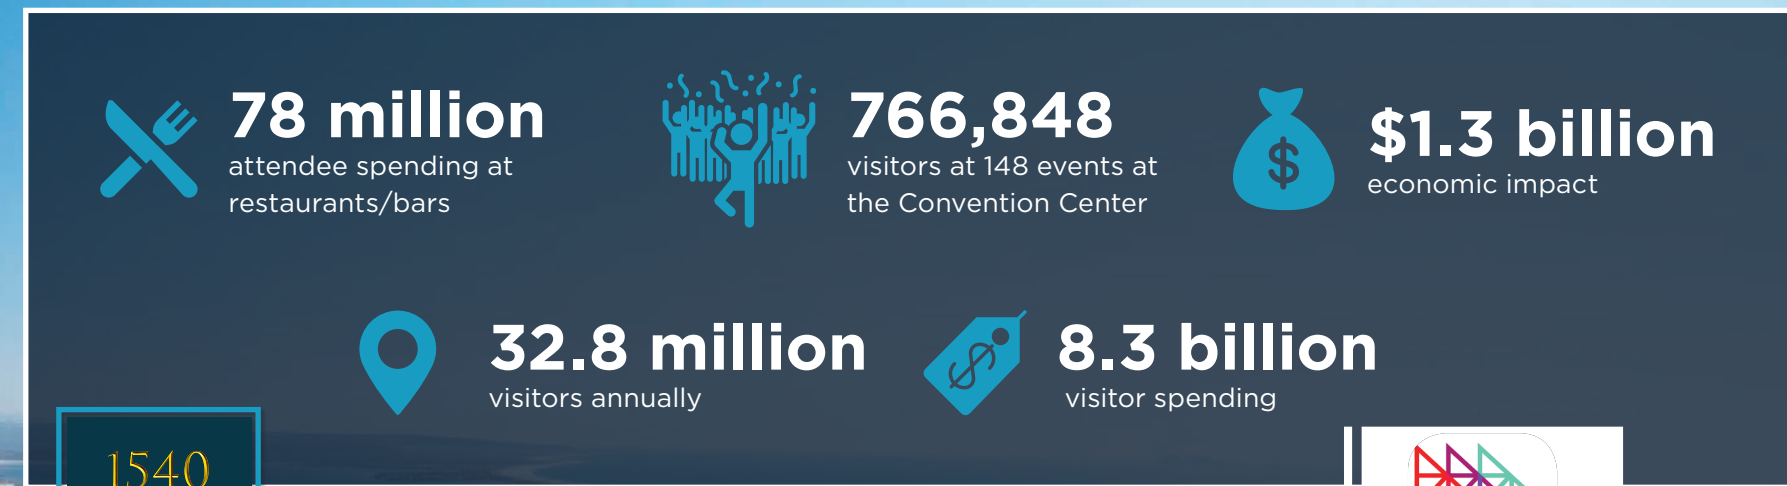 78 million
attendee spending at
restaurants/bars
766,848
visitors at 148 events at
the Convention Center
$1.3 billion
economic impact
32.8 million
visitors annually
8.3 billion
visitor spending
1540